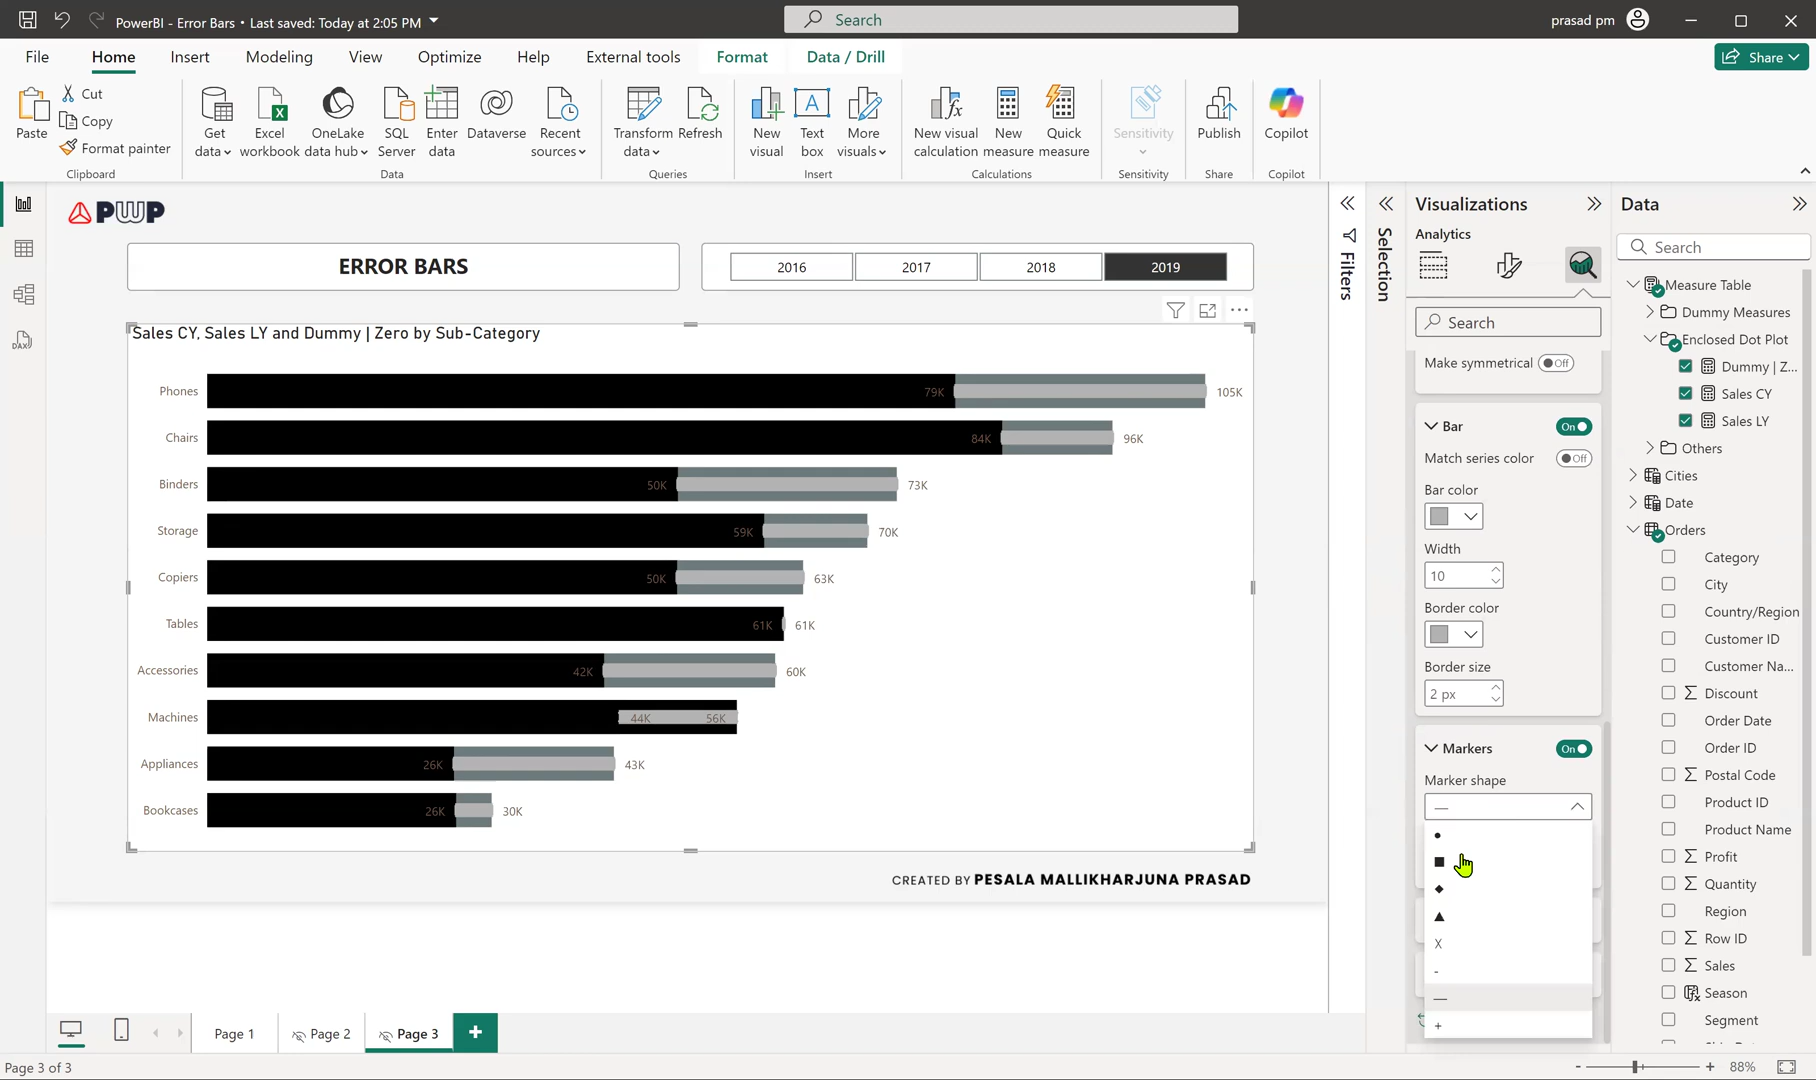 PowerBI - Error Bars • Last saved: Today at 2:05 PM
Search
prasad pm
File
Home
Insert
Modeling
View
Optimize
Help
External tools
Format
Data / Drill
Share
Paste
Cut
Copy
Format painter
Clipboard
Get data
Excel workbook
OneLake data hub
SQL Server
Enter data
Dataverse
Recent sources
Data
Transform data
Refresh
Queries
New visual
Text box
More visuals
Insert
New visual calculation
New measure
Quick measure
Calculations
Sensitivity
Sensitivity
Publish
Share
Copilot
Copilot
PWP
ERROR BARS
2016
2017
2018
2019
Sales CY, Sales LY and Dummy | Zero by Sub-Category
Phones 79K 105K
Chairs 84K 96K
Binders 50K 73K
Storage 59K 70K
Copiers 50K 63K
Tables 61K 61K
Accessories 42K 60K
Machines 44K 56K
Appliances 26K 43K
Bookcases 26K 30K
CREATED BY PESALA MALLIKHARJUNA PRASAD
Filters
Selection
Visualizations
Analytics
Search
Make symmetrical Off
Bar On
Match series color Off
Bar color
Width
10
Border color
Border size
2 px
Markers On
Marker shape
—
●
■
◆
▲
X
-
—
+
Data
Search
Measure Table
Dummy Measures
Enclosed Dot Plot
Dummy | Z...
Sales CY
Sales LY
Others
Cities
Date
Orders
Category
City
Country/Region
Customer ID
Customer Na...
Discount
Order Date
Order ID
Postal Code
Product ID
Product Name
Profit
Quantity
Region
Row ID
Sales
Season
Segment
Page 1
Page 2
Page 3
+
Page 3 of 3
- + 88%